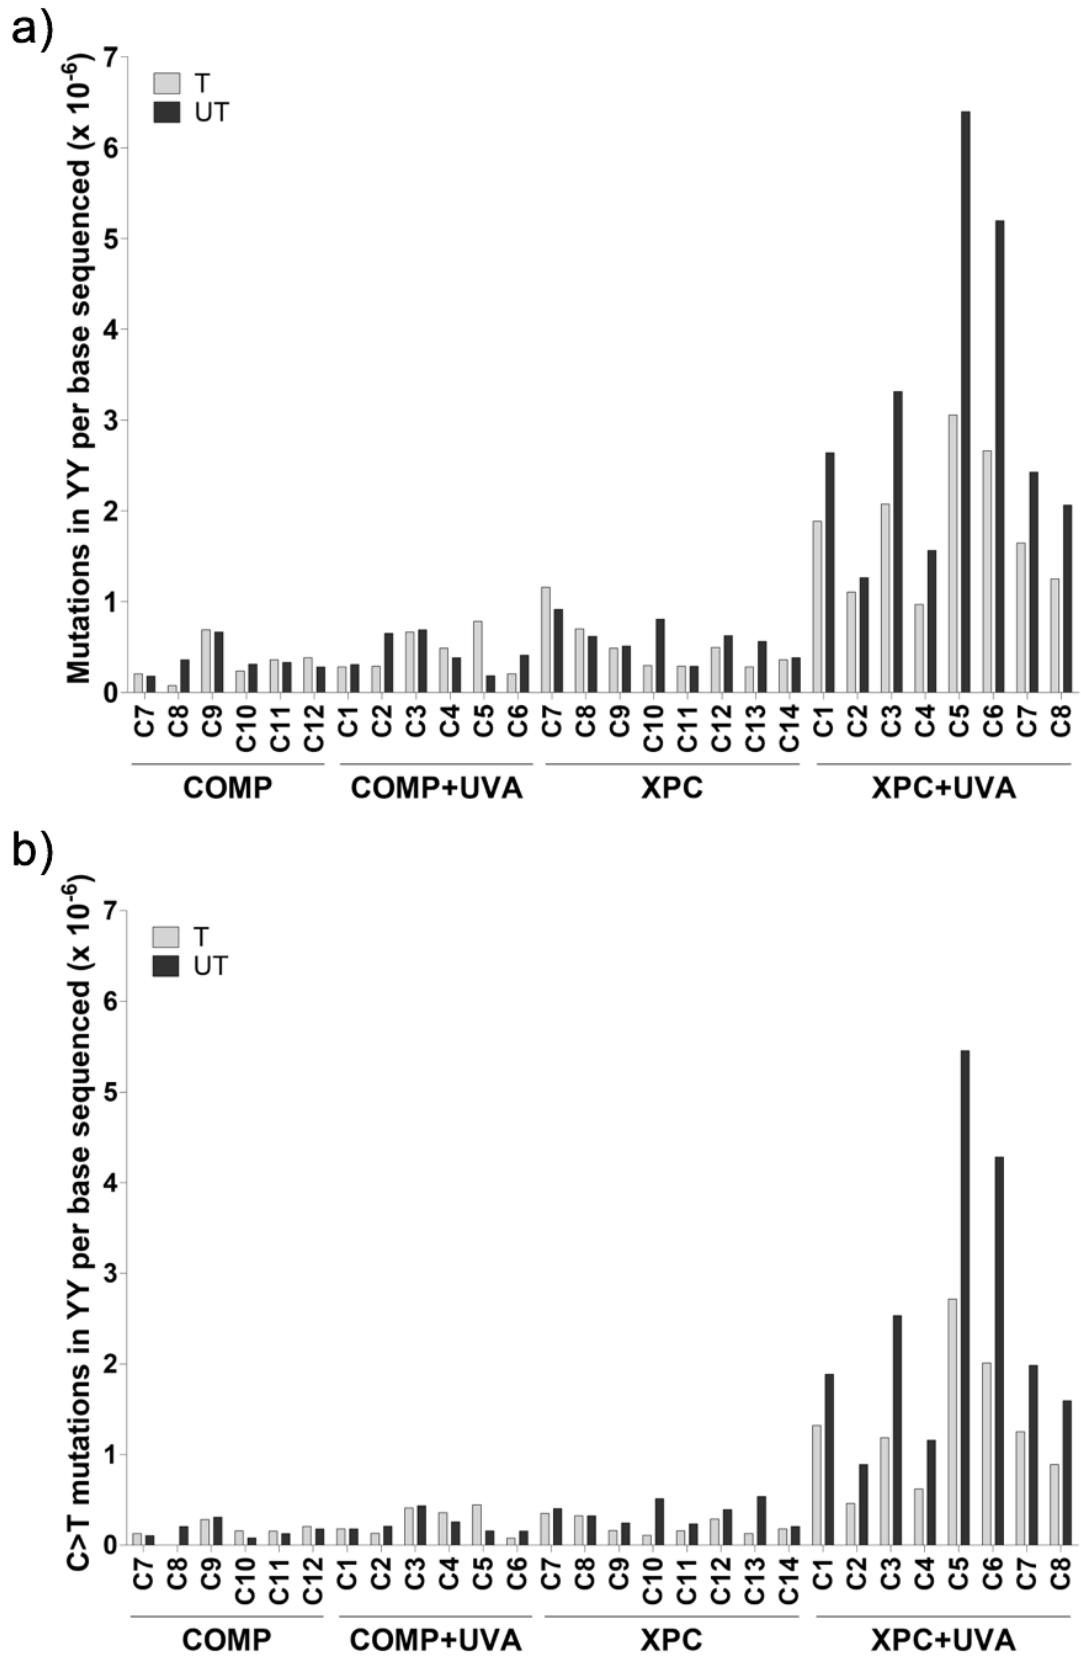 a)
Mutations in YY per base sequenced (x 10-6)
7
6
5
4
3
2
1
0
T
UT
C7 C8 C9 C10 C11 C12 C1 C2 C3 C4 C5 C6 C7 C8 C9 C10 C11 C12 C13 C14 C1 C2 C3 C4 C5 C6 C7 C8
COMP COMP+UVA XPC XPC+UVA
b)
C>T mutations in YY per base sequenced (x 10-6)
7
6
5
4
3
2
1
0
T
UT
C7 C8 C9 C10 C11 C12 C1 C2 C3 C4 C5 C6 C7 C8 C9 C10 C11 C12 C13 C14 C1 C2 C3 C4 C5 C6 C7 C8
COMP COMP+UVA XPC XPC+UVA